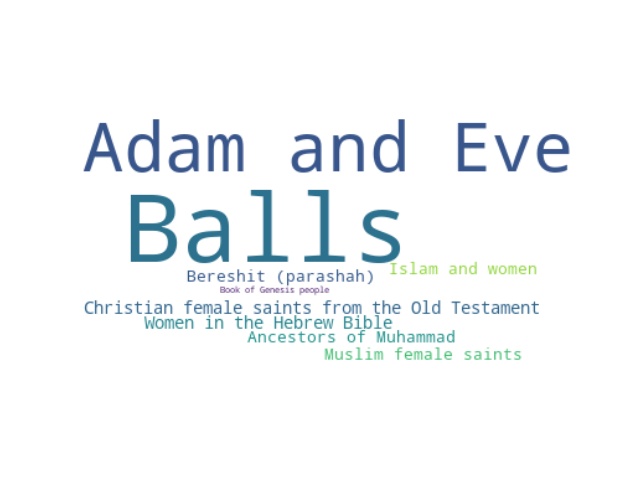 Adam and Eve
Balls
Islam and women
Bereshit (parashah)
Book of Genesis people
Christian female saints from the Old Testament
Women in the Hebrew Bible
Ancestors of Muhammad
Muslim female saints